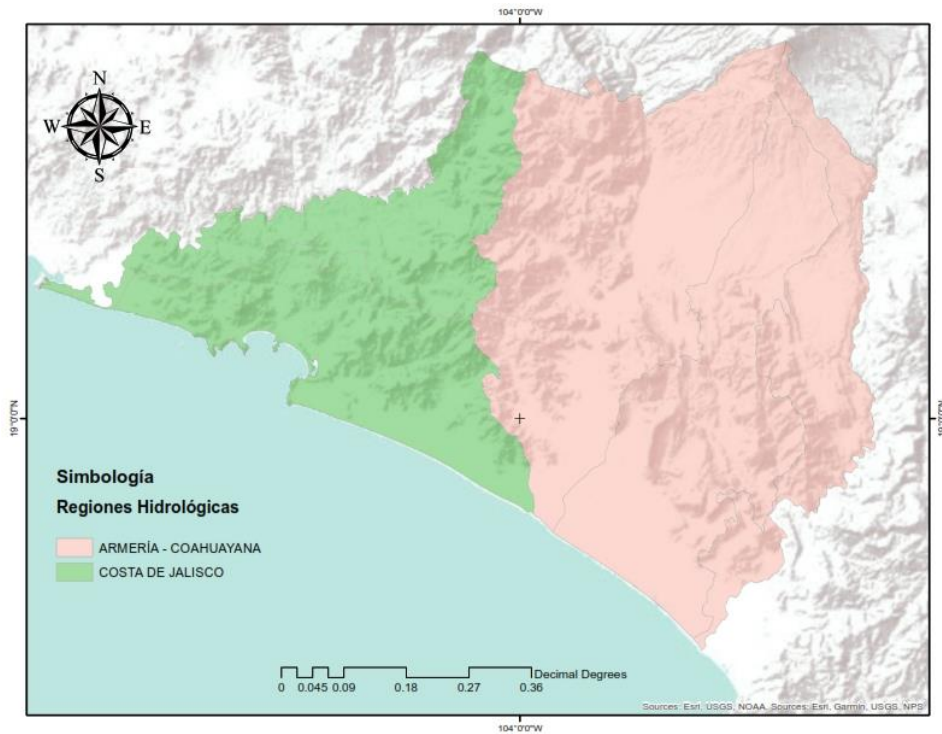 104°0'0"W
N
W
E
S
19°0'0"N
19°0'0"N
Simbología
Regiones Hidrológicas
ARMERÍA - COAHUAYANA
COSTA DE JALISCO
Decimal Degrees
0 0.045 0.09 0.18 0.27 0.36
Sources: Esri, USGS, NOAA, Sources: Esri, Garmin, USGS, NPS
104°0'0"W